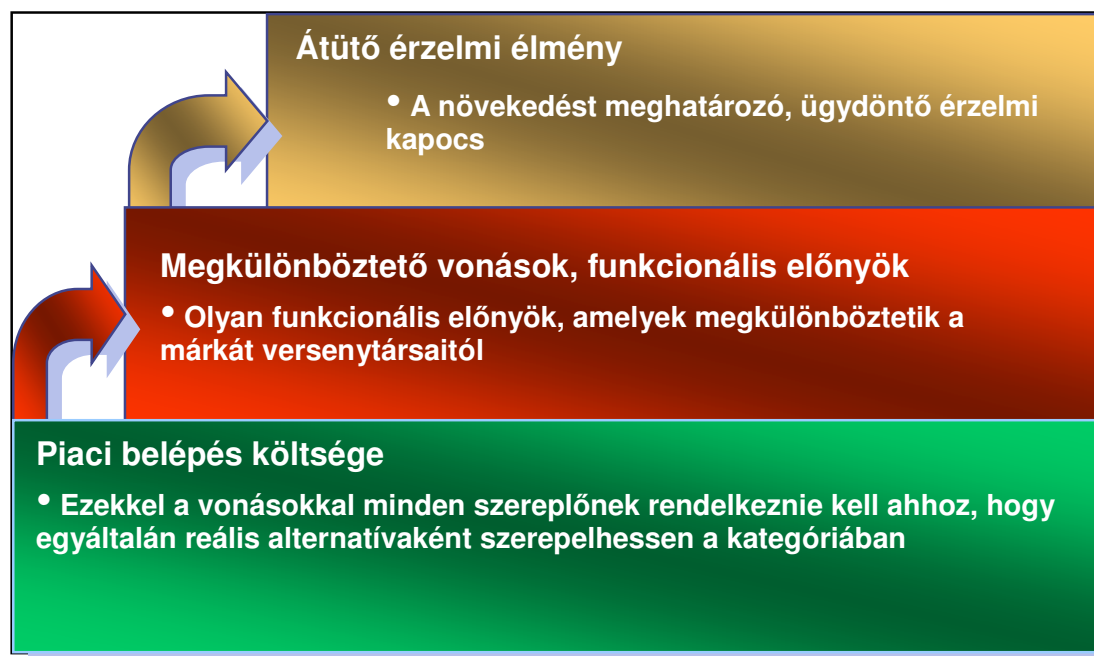 Átütő érzelmi élmény
• A növekedést meghatározó, ügydöntő érzelmi
kapocs
Megkülönböztető vonások, funkcionális előnyök
• Olyan funkcionális előnyök, amelyek megkülönböztetik a
márkát versenytársaitól
Piaci belépés költsége
• Ezekkel a vonásokkal minden szereplőnek rendelkeznie kell ahhoz, hogy
egyáltalán reális alternatívaként szerepelhessen a kategóriában